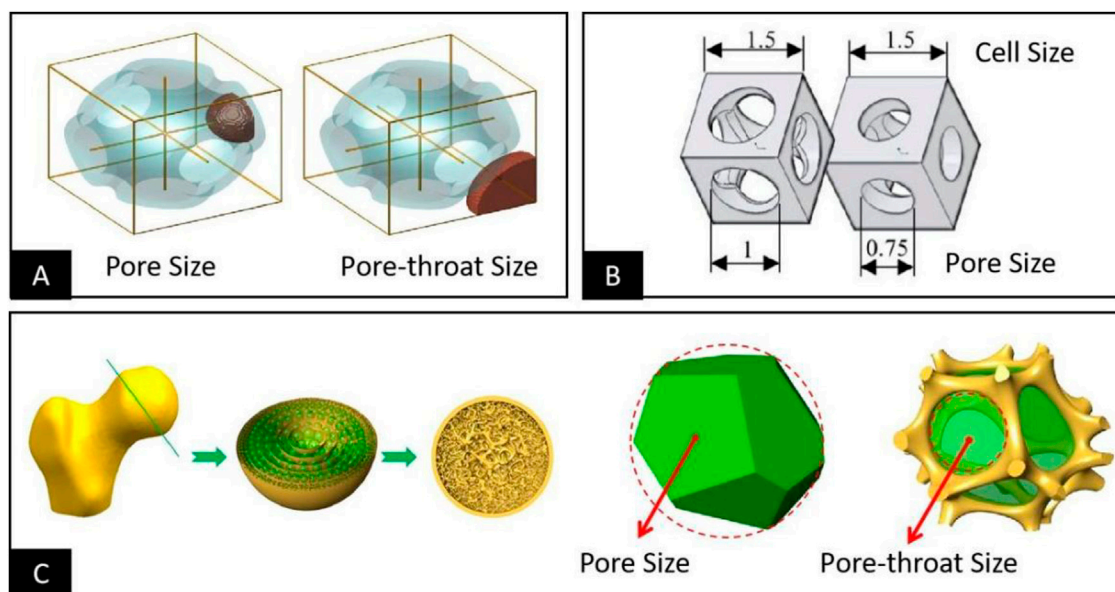 A
Pore Size
Pore-throat Size
1.5
1.5
Cell Size
1
0.75
Pore Size
B
C
Pore Size
Pore-throat Size